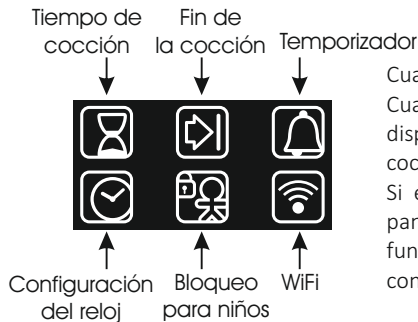 Tiempo de cocción
Fin de la cocción
Temporizador
Cua
Cua
disp
coc
Si e
pan
fun
con
Configuración del reloj
Bloqueo para niños
WiFi